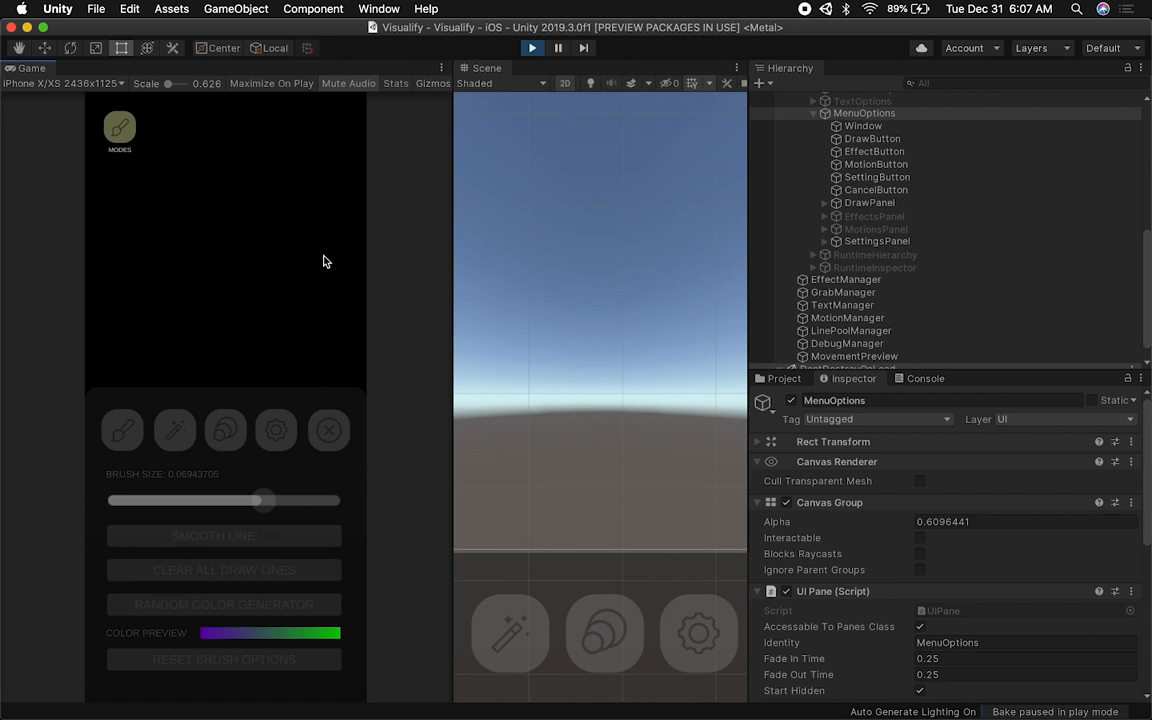 Unity File Edit Assets GameObject Component Window Help 89% Tue Dec 31 6:07 AM
Visualify - Visualify - iOS - Unity 2019.3.0f1 [PREVIEW PACKAGES IN USE] <Metal>
Center Local Account Layers Default
Game Scene Hierarchy
iPhone X/XS 2436x1125 Scale 0.626 Maximize On Play Mute Audio Stats Gizmos Shaded 2D 0 All
TextOptions
MenuOptions
Window
DrawButton
EffectButton
MotionButton
SettingButton
CancelButton
DrawPanel
EffectsPanel
MotionsPanel
SettingsPanel
RuntimeHierarchy
RuntimeInspector
EffectManager
GrabManager
TextManager
MotionManager
LinePoolManager
DebugManager
MovementPreview
DontDestroyOnLoad
MODES
BRUSH SIZE: 0.06943705
SMOOTH LINE ON
CLEAR ALL DRAW LINES
RANDOM COLOR GENERATOR
COLOR PREVIEW
RESET BRUSH OPTIONS
Project Inspector Console
MenuOptions Static
Tag Untagged Layer UI
Rect Transform
Canvas Renderer
Cull Transparent Mesh
Canvas Group
Alpha 0.6096441
Interactable
Blocks Raycasts
Ignore Parent Groups
UI Pane (Script)
Script UIPane
Accessable To Panes Class
Identity MenuOptions
Fade In Time 0.25
Fade Out Time 0.25
Start Hidden
Auto Generate Lighting On Bake paused in play mode